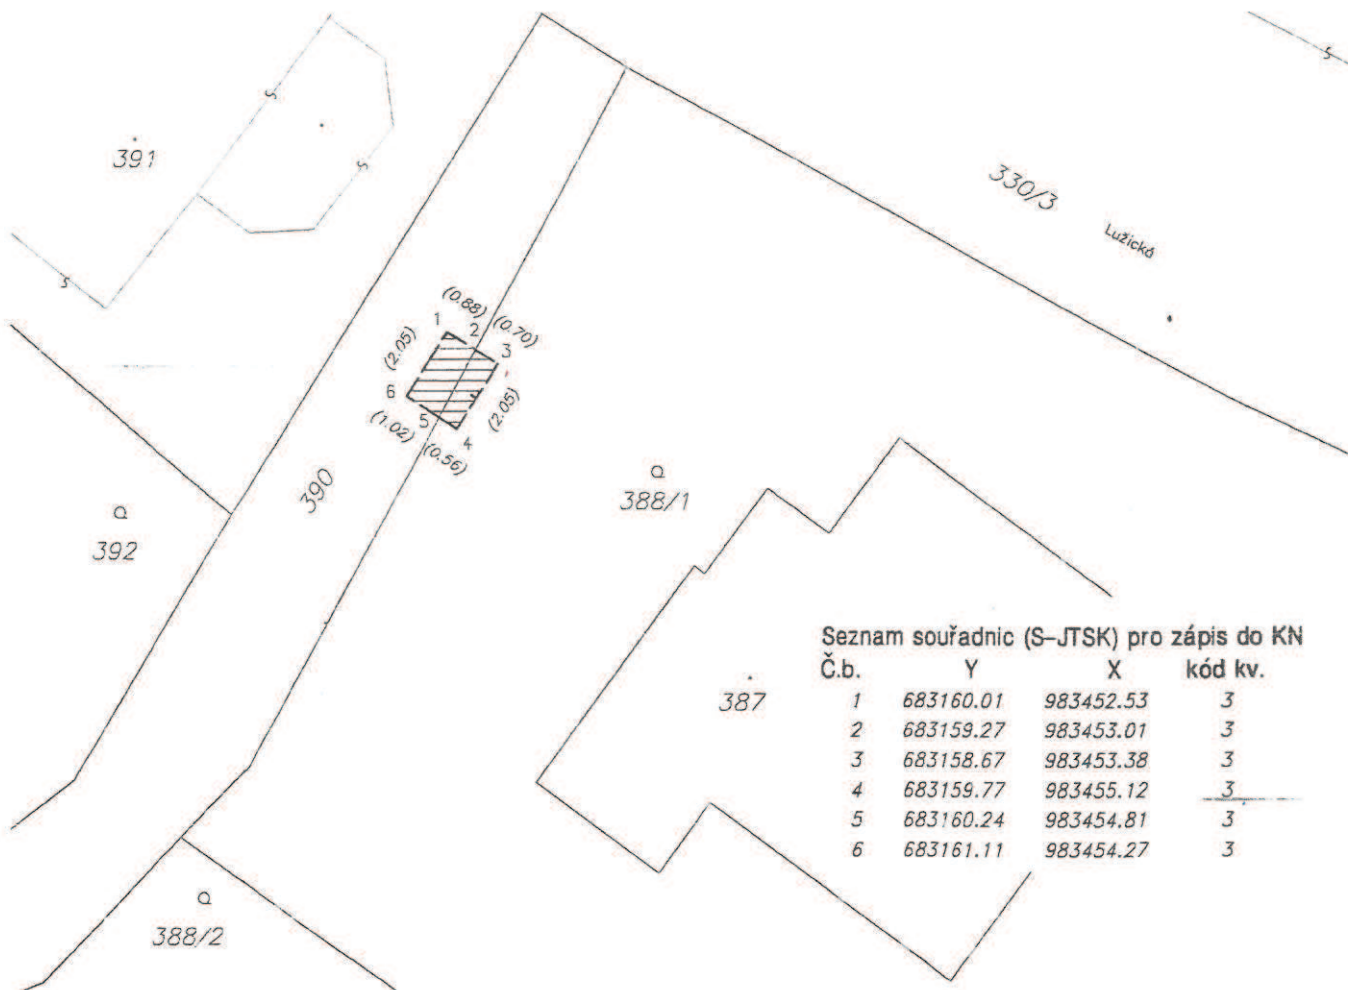 391
330/3
Lužická
(0.88)
(0.70)
1
2
3
(2.05)
6
(2.05)
5
4
(1.02)
(0.56)
390
388/1
392
387
388/2
Seznam souřadnic (S-JTSK) pro zápis do KN
Č.b. Y X kód kv.
1 683160.01 983452.53 3
2 683159.27 983453.01 3
3 683158.67 983453.38 3
4 683159.77 983455.12 3
5 683160.24 983454.81 3
6 683161.11 983454.27 3